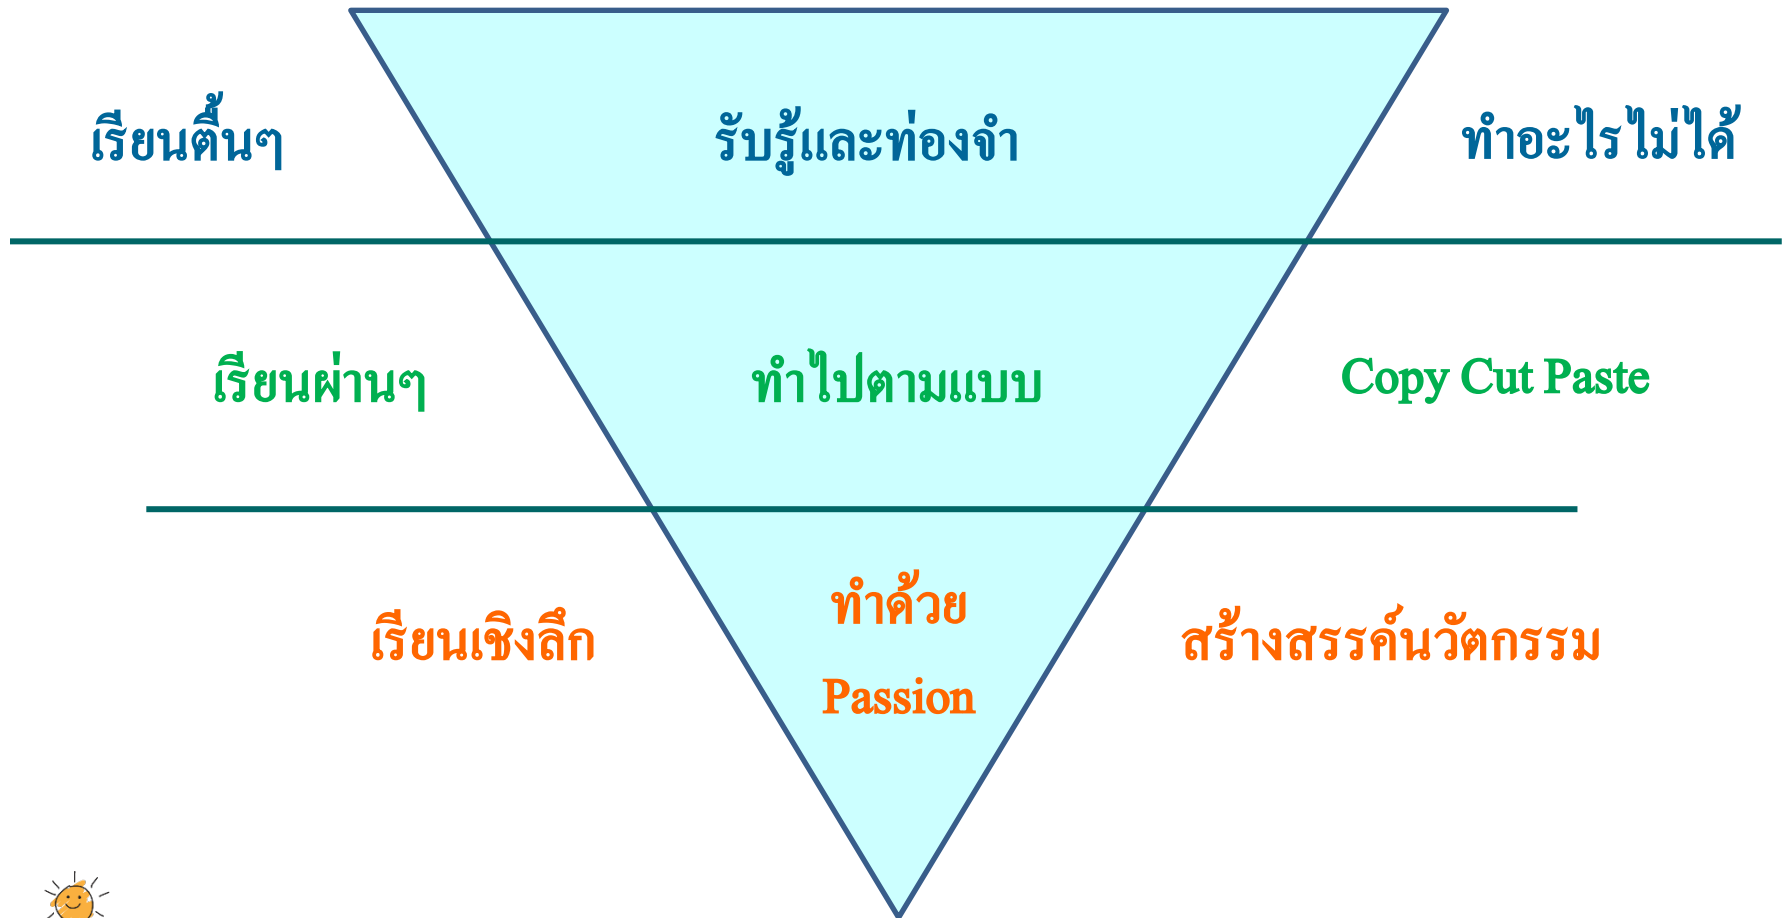 เรียนตื้นๆ
รับรู้และท่องจำ
ทำอะไรไม่ได้
เรียนผ่านๆ
ทำไปตามแบบ
Copy Cut Paste
เรียนเชิงลึก
ทำด้วย
Passion
สร้างสรรค์นวัตกรรม